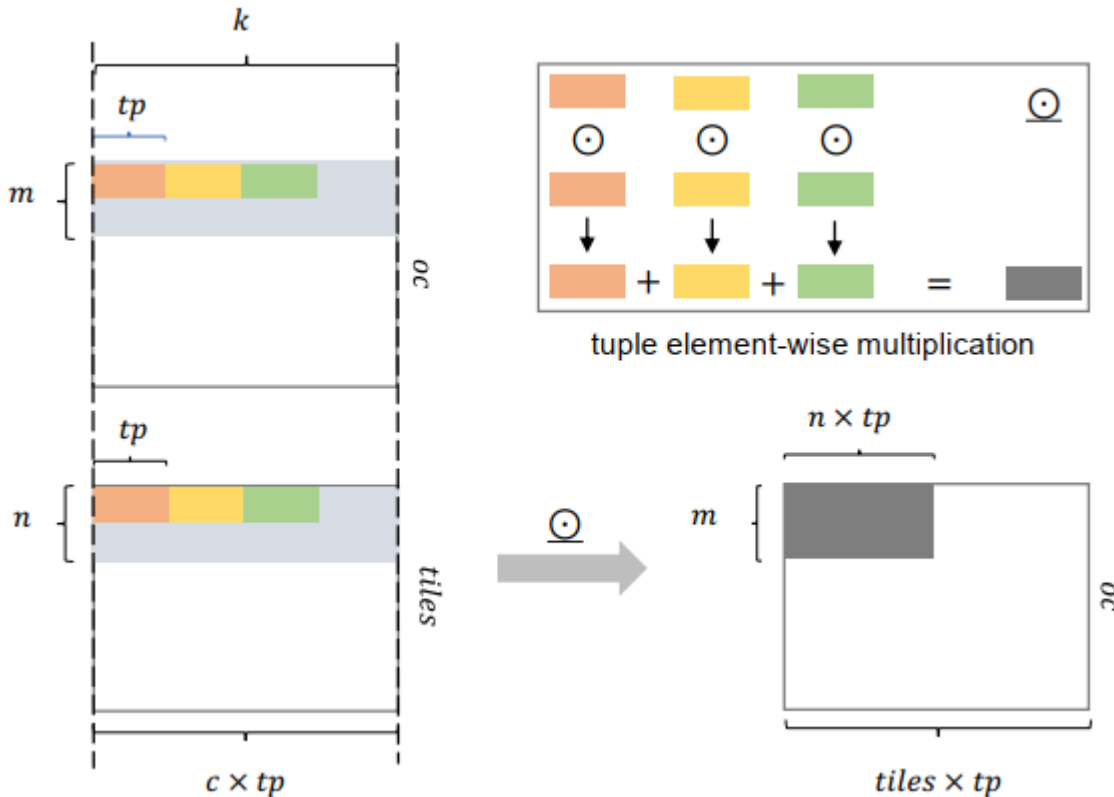 k
tp
m
oc
tp
n
tiles
c × tp
⊙
⊙ ⊙ ⊙
+ + =
tuple element-wise multiplication
⊙
n × tp
m
oc
tiles × tp